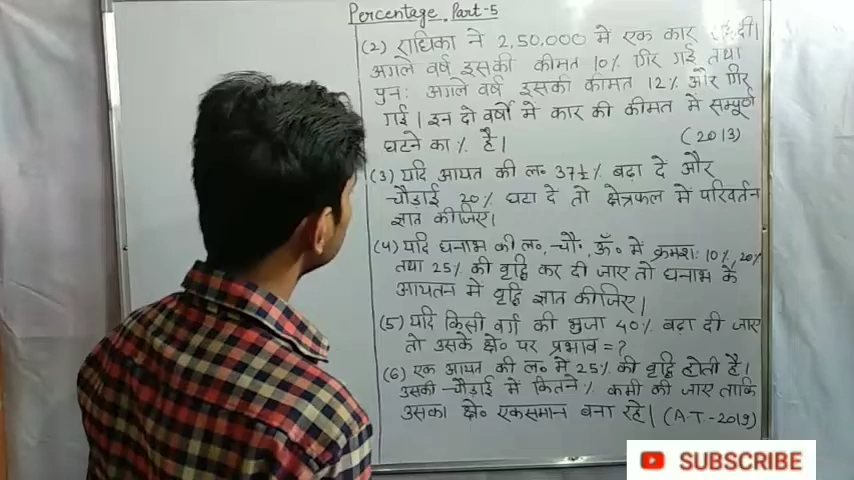 Percentage. Part-5
(2) राधिका ने 2,50,000 में एक कार
अगले वर्ष इसकी कीमत 10% गिर गई तथा
पुनः अगले वर्ष इसकी कीमत 12% और गिर
गई। इन दो वर्षों मे कार की कीमत में सम्पूर्ण
घटने का % है। (2013)
(3) यदि आयत की ल० 37½% बढ़ा दे और
चौड़ाई 20% घटा दे तो क्षेत्रफल में परिवर्तन
ज्ञात कीजिए।
(4) यदि घनाभ की ल०, चौ०, ऊँ० में क्रमशः 10%, 20%
तथा 25% की वृद्धि कर दी जाए तो घनाभ के
आयतन में वृद्धि ज्ञात कीजिए।
(5) यदि किसी वर्ग की भुजा 40% बढ़ा दी जाए
तो उसके क्षे० पर प्रभाव = ?
(6) एक आयत की ल० में 25% की वृद्धि होती है।
उसकी चौड़ाई में कितने % कमी की जाए ताकि
उसका क्षे० एकसमान बना रहे। (A.T-2019)
SUBSCRIBE